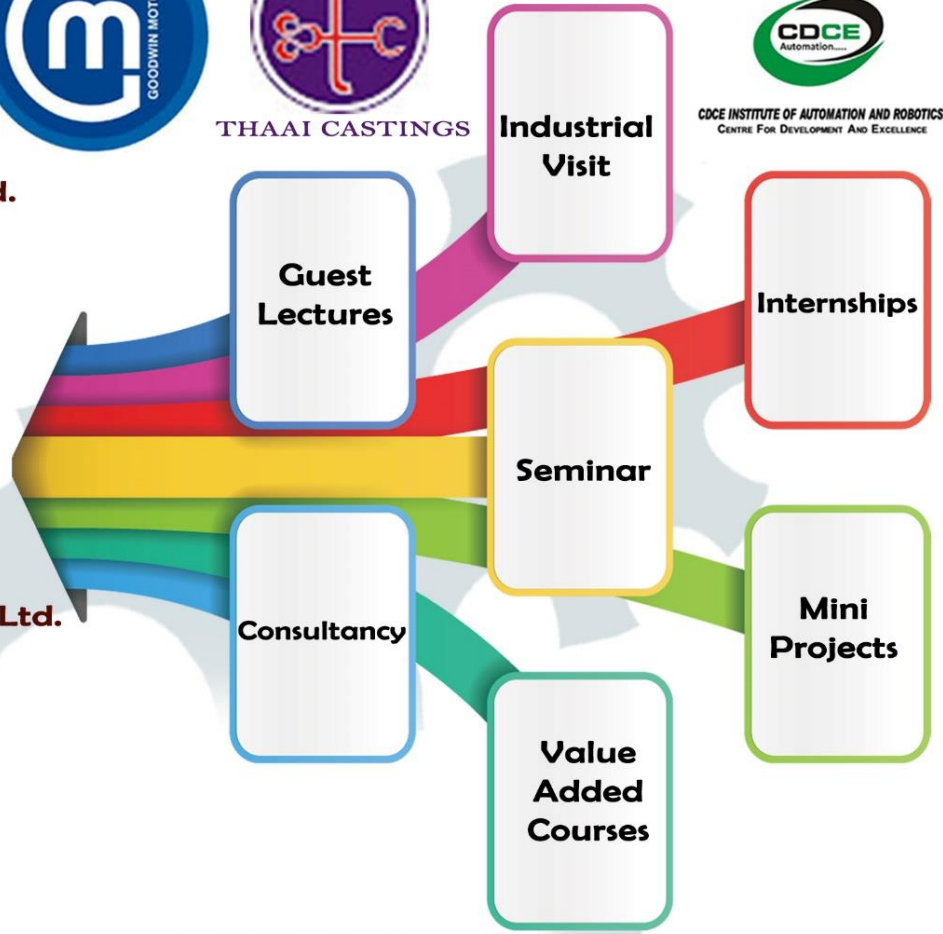 GOODWIN
THAAI CASTINGS
CDCE
Automation.....
CDCE INSTITUTE OF AUTOMATION AND ROBOTICS
CENTRE FOR DEVELOPMENT AND EXCELLENCE
Industrial
Visit
Guest
Lectures
Internships
Seminar
Ltd.
Consultancy
Mini
Projects
Value
Added
Courses